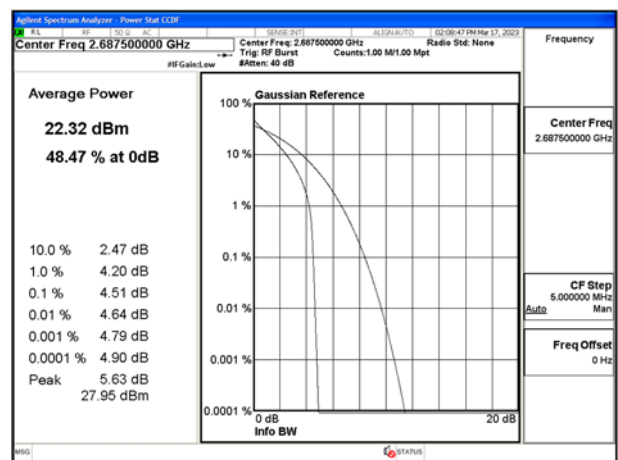 Agilent Spectrum Analyzer - Power Stat CCDF
RL RF 50 Ω AC SENSE:INT ALIGNAUTO 02:08:47 PM Mar 17, 2023
Center Freq 2.687500000 GHz
Center Freq: 2.687500000 GHz Radio Std: None
Trig: RF Burst Counts:1.00 M/1.00 Mpt
#IFGain:Low #Atten: 40 dB
Frequency
Average Power
22.32 dBm
48.47 % at 0dB
10.0 % 2.47 dB
1.0 % 4.20 dB
0.1 % 4.51 dB
0.01 % 4.64 dB
0.001 % 4.79 dB
0.0001 % 4.90 dB
Peak 5.63 dB
27.95 dBm
Gaussian Reference
100 %
10 %
1 %
0.1 %
0.01 %
0.001 %
0.0001 %
0 dB 20 dB
Info BW
Center Freq
2.687500000 GHz
CF Step
5.000000 MHz
Auto Man
Freq Offset
0 Hz
MSG STATUS